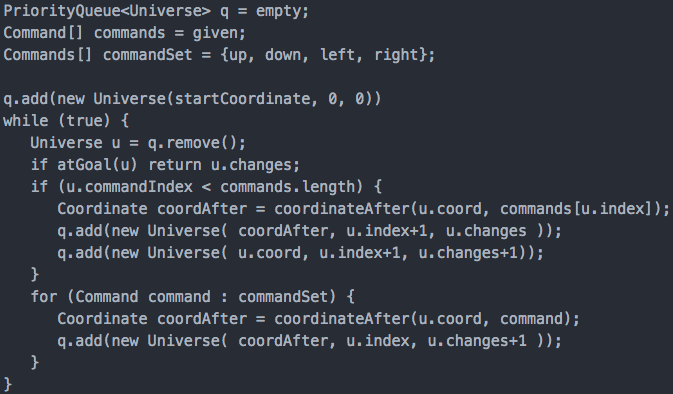 PriorityQueue<Universe> q = empty;
Command[] commands = given;
Commands[] commandSet = {up, down, left, right};

q.add(new Universe(startCoordinate, 0, 0))
while (true) {
   Universe u = q.remove();
   if atGoal(u) return u.changes;
   if (u.commandIndex < commands.length) {
      Coordinate coordAfter = coordinateAfter(u.coord, commands[u.index]);
      q.add(new Universe( coordAfter, u.index+1, u.changes ));
      q.add(new Universe( u.coord, u.index+1, u.changes+1));
   }
   for (Command command : commandSet) {
      Coordinate coordAfter = coordinateAfter(u.coord, command);
      q.add(new Universe( coordAfter, u.index, u.changes+1 ));
   }
}